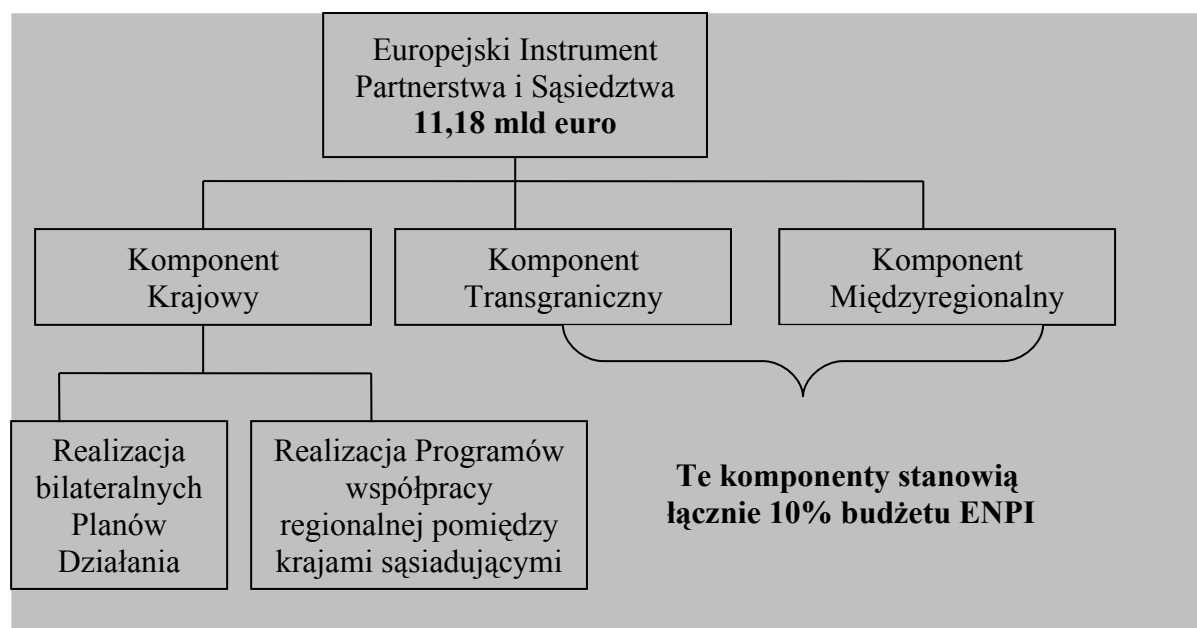 Europejski Instrument
Partnerstwa i Sąsiedztwa
11,18 mld euro
Komponent
Krajowy
Komponent
Transgraniczny
Komponent
Międzyregionalny
Realizacja
bilateralnych
Planów
Działania
Realizacja Programów
współpracy
regionalnej pomiędzy
krajami sąsiadującymi
Te komponenty stanowią
łącznie 10% budżetu ENPI